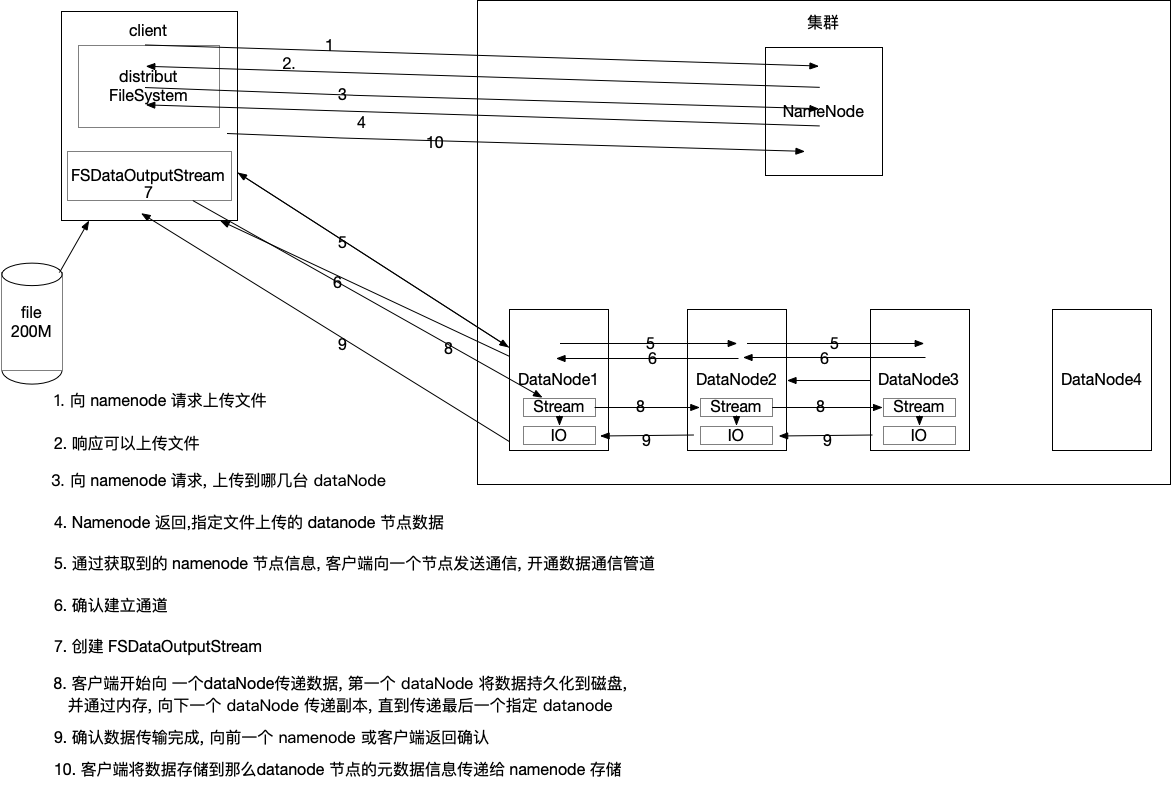 client
集群
1
distribut
FileSystem
2.
3
NameNode
4
10
FSDataOutputStream
7
5
6
file
200M
9
8
5
5
6
6
DataNode1
DataNode2
DataNode3
DataNode4
Stream
8
Stream
8
Stream
IO
9
IO
9
IO
1. 向 namenode 请求上传文件
2. 响应可以上传文件
3. 向 namenode 请求, 上传到哪几台 dataNode
4. Namenode 返回,指定文件上传的 datanode 节点数据
5. 通过获取到的 namenode 节点信息, 客户端向一个节点发送通信, 开通数据通信管道
6. 确认建立通道
7. 创建 FSDataOutputStream
8. 客户端开始向 一个dataNode传递数据, 第一个 dataNode 将数据持久化到磁盘,
并通过内存, 向下一个 dataNode 传递副本, 直到传递最后一个指定 datanode
9. 确认数据传输完成, 向前一个 namenode 或客户端返回确认
10. 客户端将数据存储到那么datanode 节点的元数据信息传递给 namenode 存储